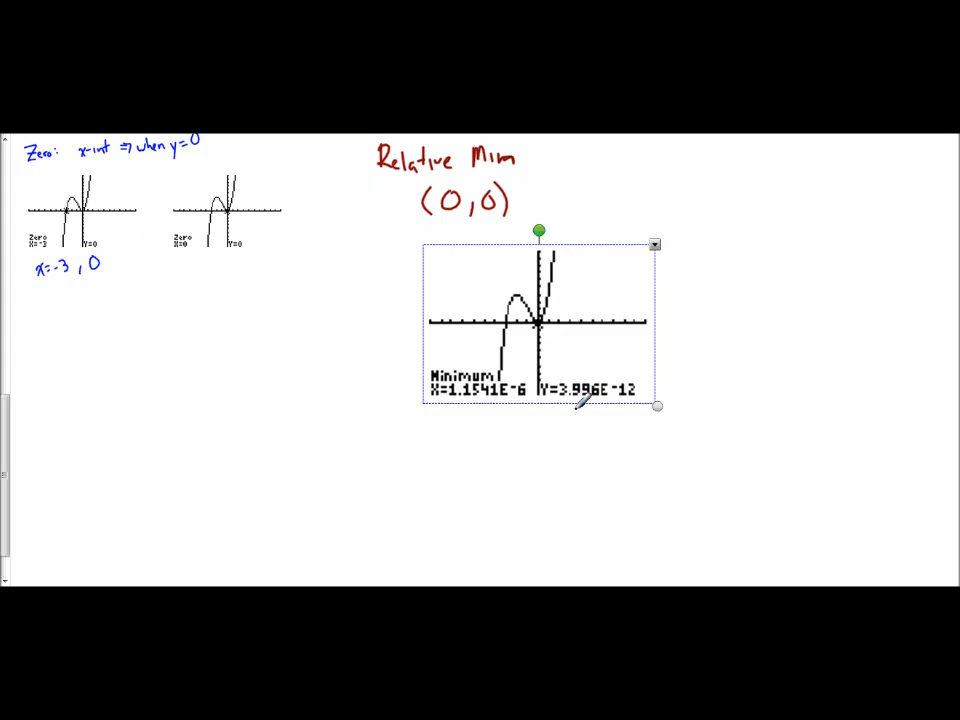 Zero: x-int ⇒ when y=0
Zero
X=-3 Y=0
Zero
X=0 Y=0
x=-3, 0
Relative Min
(0,0)
Minimum
X=1.1541E-6 Y=3.996E-12